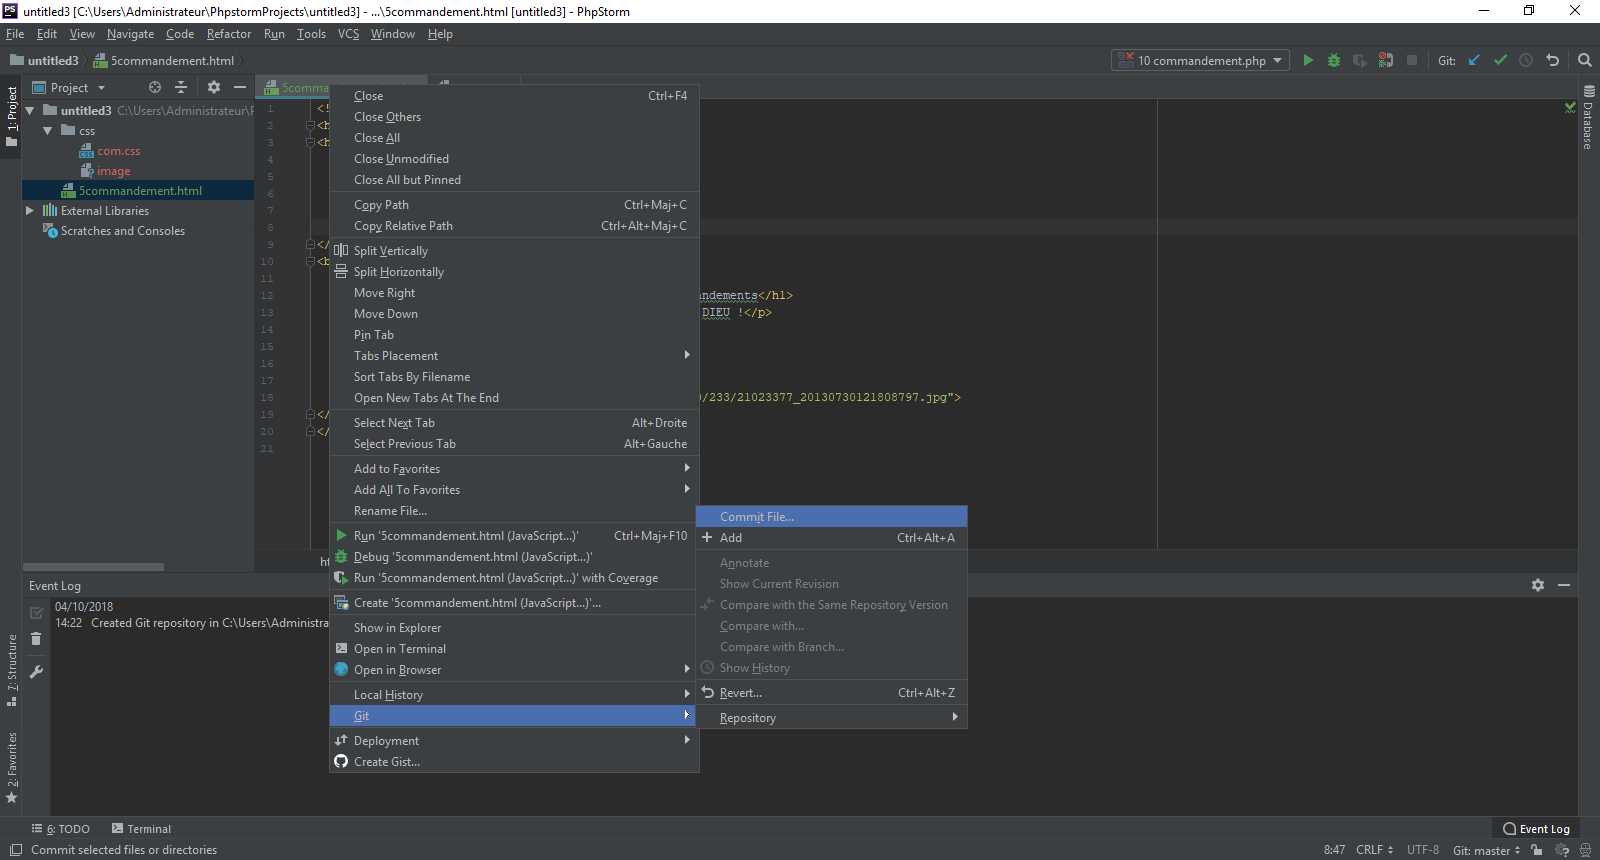 untitled3 [C:\Users\Administrateur\PhpstormProjects\untitled3] - ...\5commandement.html [untitled3] - PhpStorm
File Edit View Navigate Code Refactor Run Tools VCS Window Help
untitled3 5commandement.html
10 commandement.php Git:
1: Project
Project
untitled3 C:\Users\Administrateur\
css
com.css
image
5commandement.html
External Libraries
Scratches and Consoles
5comma
1 <!
2 <h
3 <h
4
5
6
7
8
9 </
10 <b
11
12 andements</h1>
13 DIEU !</p>
14
15
16
17
18 /233/21023377_20130730121808797.jpg">
19 </
20 </
21
Database
Close Ctrl+F4
Close Others
Close All
Close Unmodified
Close All but Pinned
Copy Path Ctrl+Maj+C
Copy Relative Path Ctrl+Alt+Maj+C
Split Vertically
Split Horizontally
Move Right
Move Down
Pin Tab
Tabs Placement
Sort Tabs By Filename
Open New Tabs At The End
Select Next Tab Alt+Droite
Select Previous Tab Alt+Gauche
Add to Favorites
Add All To Favorites
Rename File...
Run '5commandement.html (JavaScript...)' Ctrl+Maj+F10
Debug '5commandement.html (JavaScript...)'
Run '5commandement.html (JavaScript...)' with Coverage
Create '5commandement.html (JavaScript...)'...
Show in Explorer
Open in Terminal
Open in Browser
Local History
Git
Deployment
Create Gist...
Commit File...
Add Ctrl+Alt+A
Annotate
Show Current Revision
Compare with the Same Repository Version
Compare with...
Compare with Branch...
Show History
Revert... Ctrl+Alt+Z
Repository
ht
Event Log
04/10/2018
14:22 Created Git repository in C:\Users\Administra
7: Structure
2: Favorites
6: TODO Terminal Event Log
Commit selected files or directories 8:47 CRLF UTF-8 Git: master